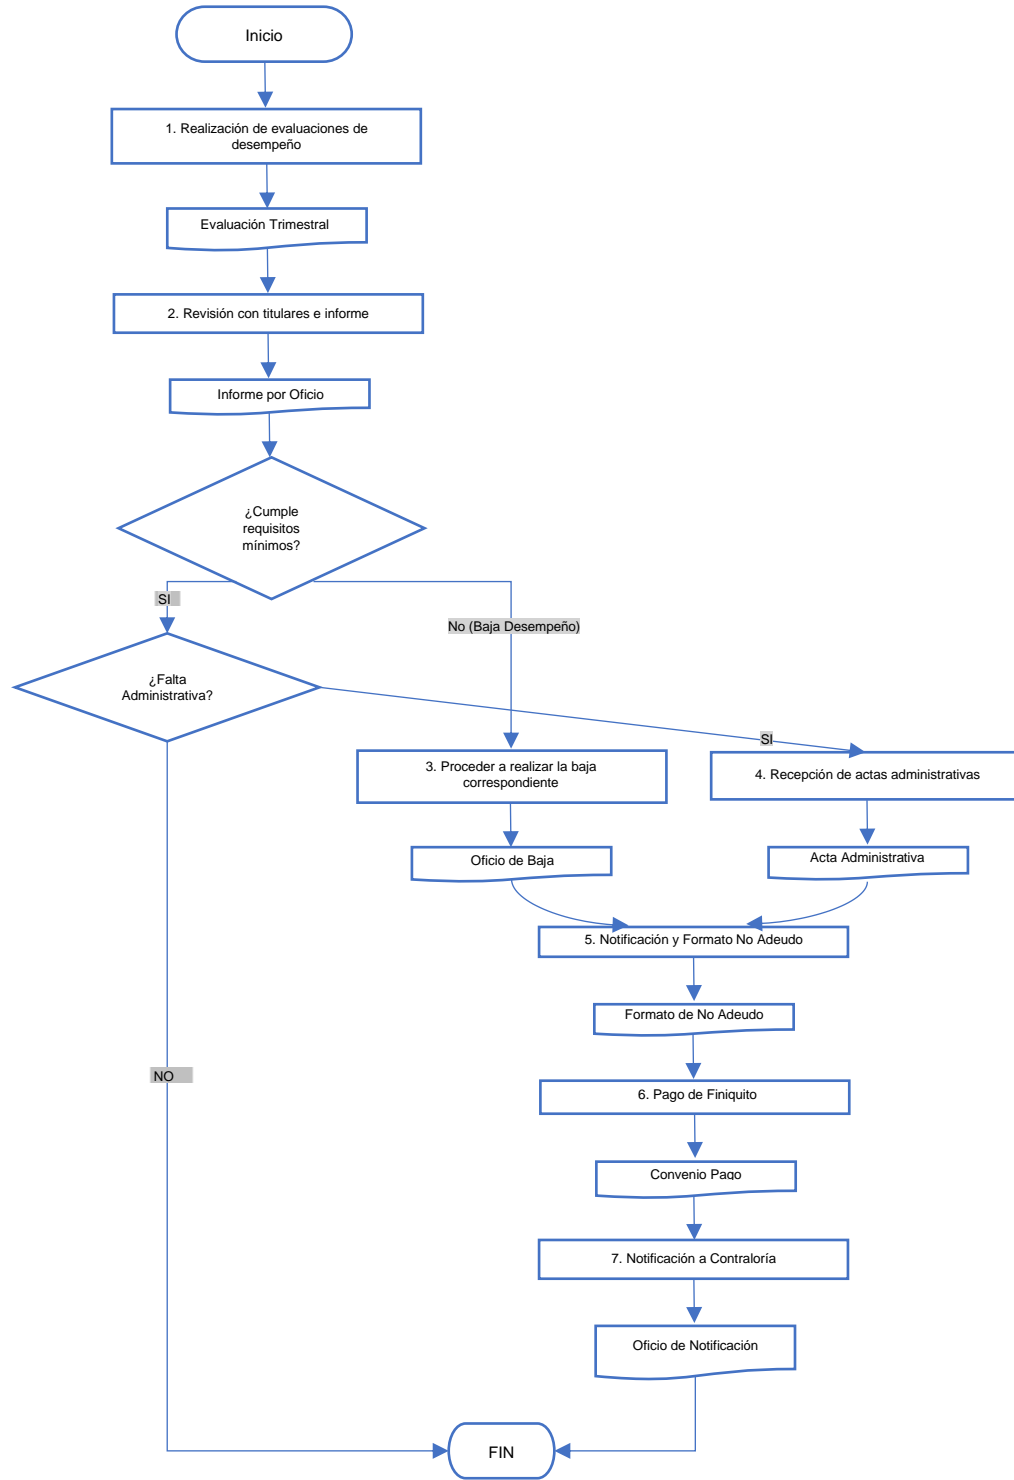 Inicio
1. Realización de evaluaciones de
desempeño
Evaluación Trimestral
2. Revisión con titulares e informe
Informe por Oficio
¿Cumple
requisitos
mínimos?
SI
No (Baja Desempeño)
¿Falta
Administrativa?
SI
3. Proceder a realizar la baja
correspondiente
4. Recepción de actas administrativas
Oficio de Baja
Acta Administrativa
5. Notificación y Formato No Adeudo
Formato de No Adeudo
NO
6. Pago de Finiquito
Convenio Pago
7. Notificación a Contraloría
Oficio de Notificación
FIN